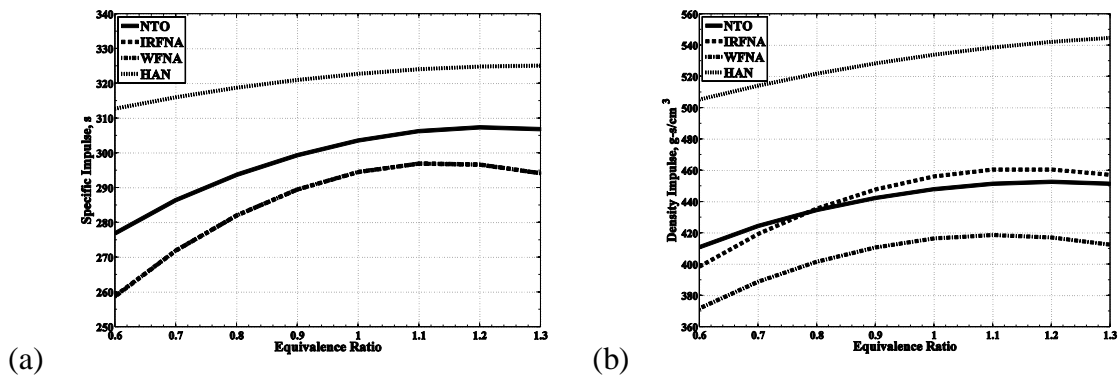 340
330
320
310
300
290
280
270
260
250
Specific Impulse, s
NTO
IRFNA
WFNA
HAN
0.6 0.7 0.8 0.9 1 1.1 1.2 1.3
Equivalence Ratio
(a)
560
540
520
500
480
460
440
420
400
380
360
Density Impulse, g-s/cm³
NTO
IRFNA
WFNA
HAN
0.6 0.7 0.8 0.9 1 1.1 1.2 1.3
Equivalence Ratio
(b)